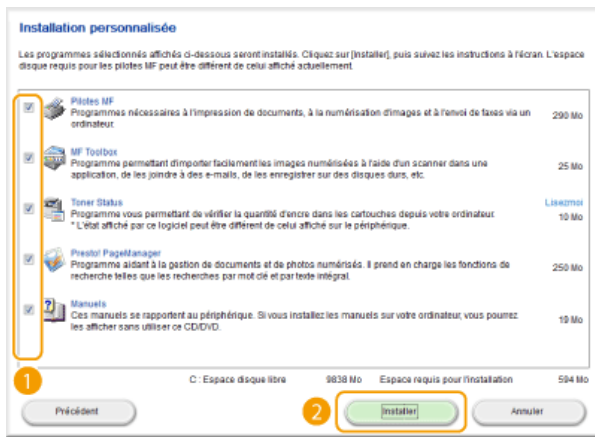 Installation personnalisée
Les programmes sélectionnés affichés ci-dessous seront installés. Cliquez sur [Installer], puis suivez les instructions à l'écran. L'espace
disque requis pour les pilotes MF peut être différent de celui affiché actuellement.
Pilotes MF
Programmes nécessaires à l'impression de documents, à la numérisation d'images et à l'envoi de faxes via un
ordinateur.
290 Mo
MF Toolbox
Programme permettant d'importer facilement les images numérisées à l'aide d'un scanner dans une
application, de les joindre à des e-mails, de les enregistrer sur des disques durs, etc.
25 Mo
Toner Status
Lisezmoi
Programme vous permettant de vérifier la quantité d'encre dans les cartouches depuis votre ordinateur.
* L'état affiché par ce logiciel peut être différent de celui affiché sur le périphérique.
10 Mo
Presto! PageManager
Programme aidant à la gestion de documents et de photos numérisés. Il prend en charge les fonctions de
recherche telles que les recherches par mot clé et par texte intégral.
250 Mo
Manuels
Ces manuels se rapportent au périphérique. Si vous installez les manuels sur votre ordinateur, vous pourrez
les afficher sans utiliser ce CD/DVD.
19 Mo
1
C : Espace disque libre 9838 Mo Espace requis pour l'installation 594 Mo
Précédent 2 Installer Annuler